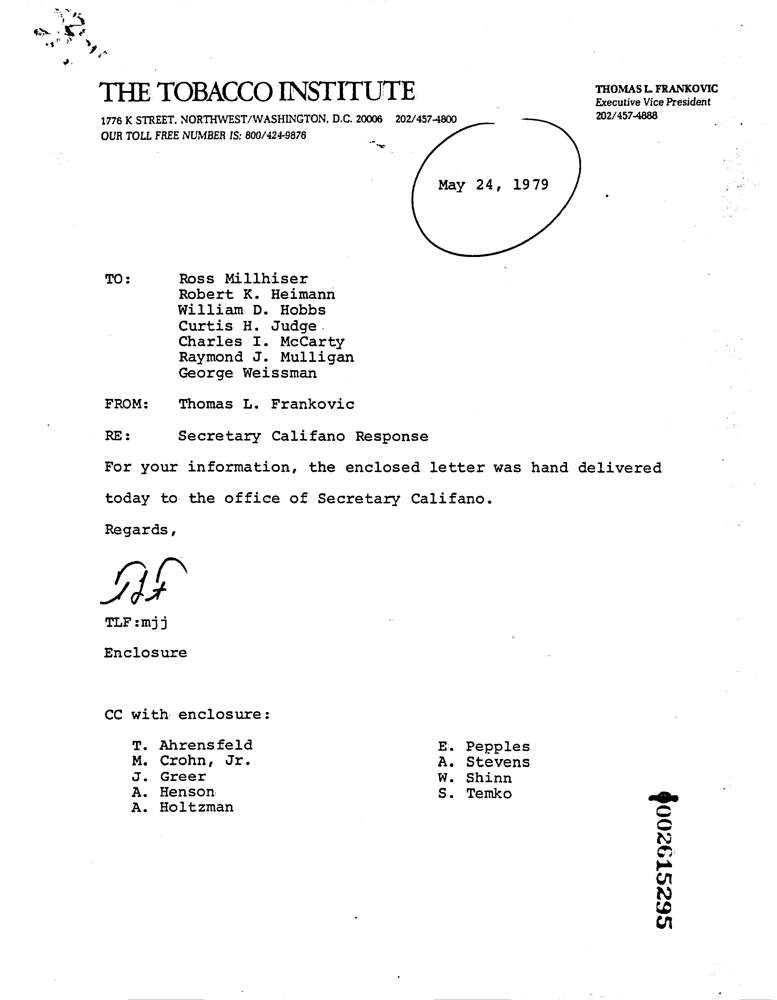 THE TOBACCO INSTITUTE
1776 K STREET, NORTHWEST/WASHINGTON, D.C. 20006 202/457-4800
OUR TOLL FREE NUMBER IS: 800/424-9876
THOMAS L. FRANKOVIC
Executive Vice President
202/457-4888
May 24, 1979
TO: Ross Millhiser
Robert K. Heimann
William D. Hobbs
Curtis H. Judge
Charles I. McCarty
Raymond J. Mulligan
George Weissman
FROM: Thomas L. Frankovic
RE: Secretary Califano Response
For your information, the enclosed letter was hand delivered
today to the office of Secretary Califano.
Regards,
TLF
TLF:mjj
Enclosure
CC with enclosure:
T. Ahrensfeld
M. Crohn, Jr.
J. Greer
A. Henson
A. Holtzman
E. Pepples
A. Stevens
W. Shinn
S. Temko
0026155295